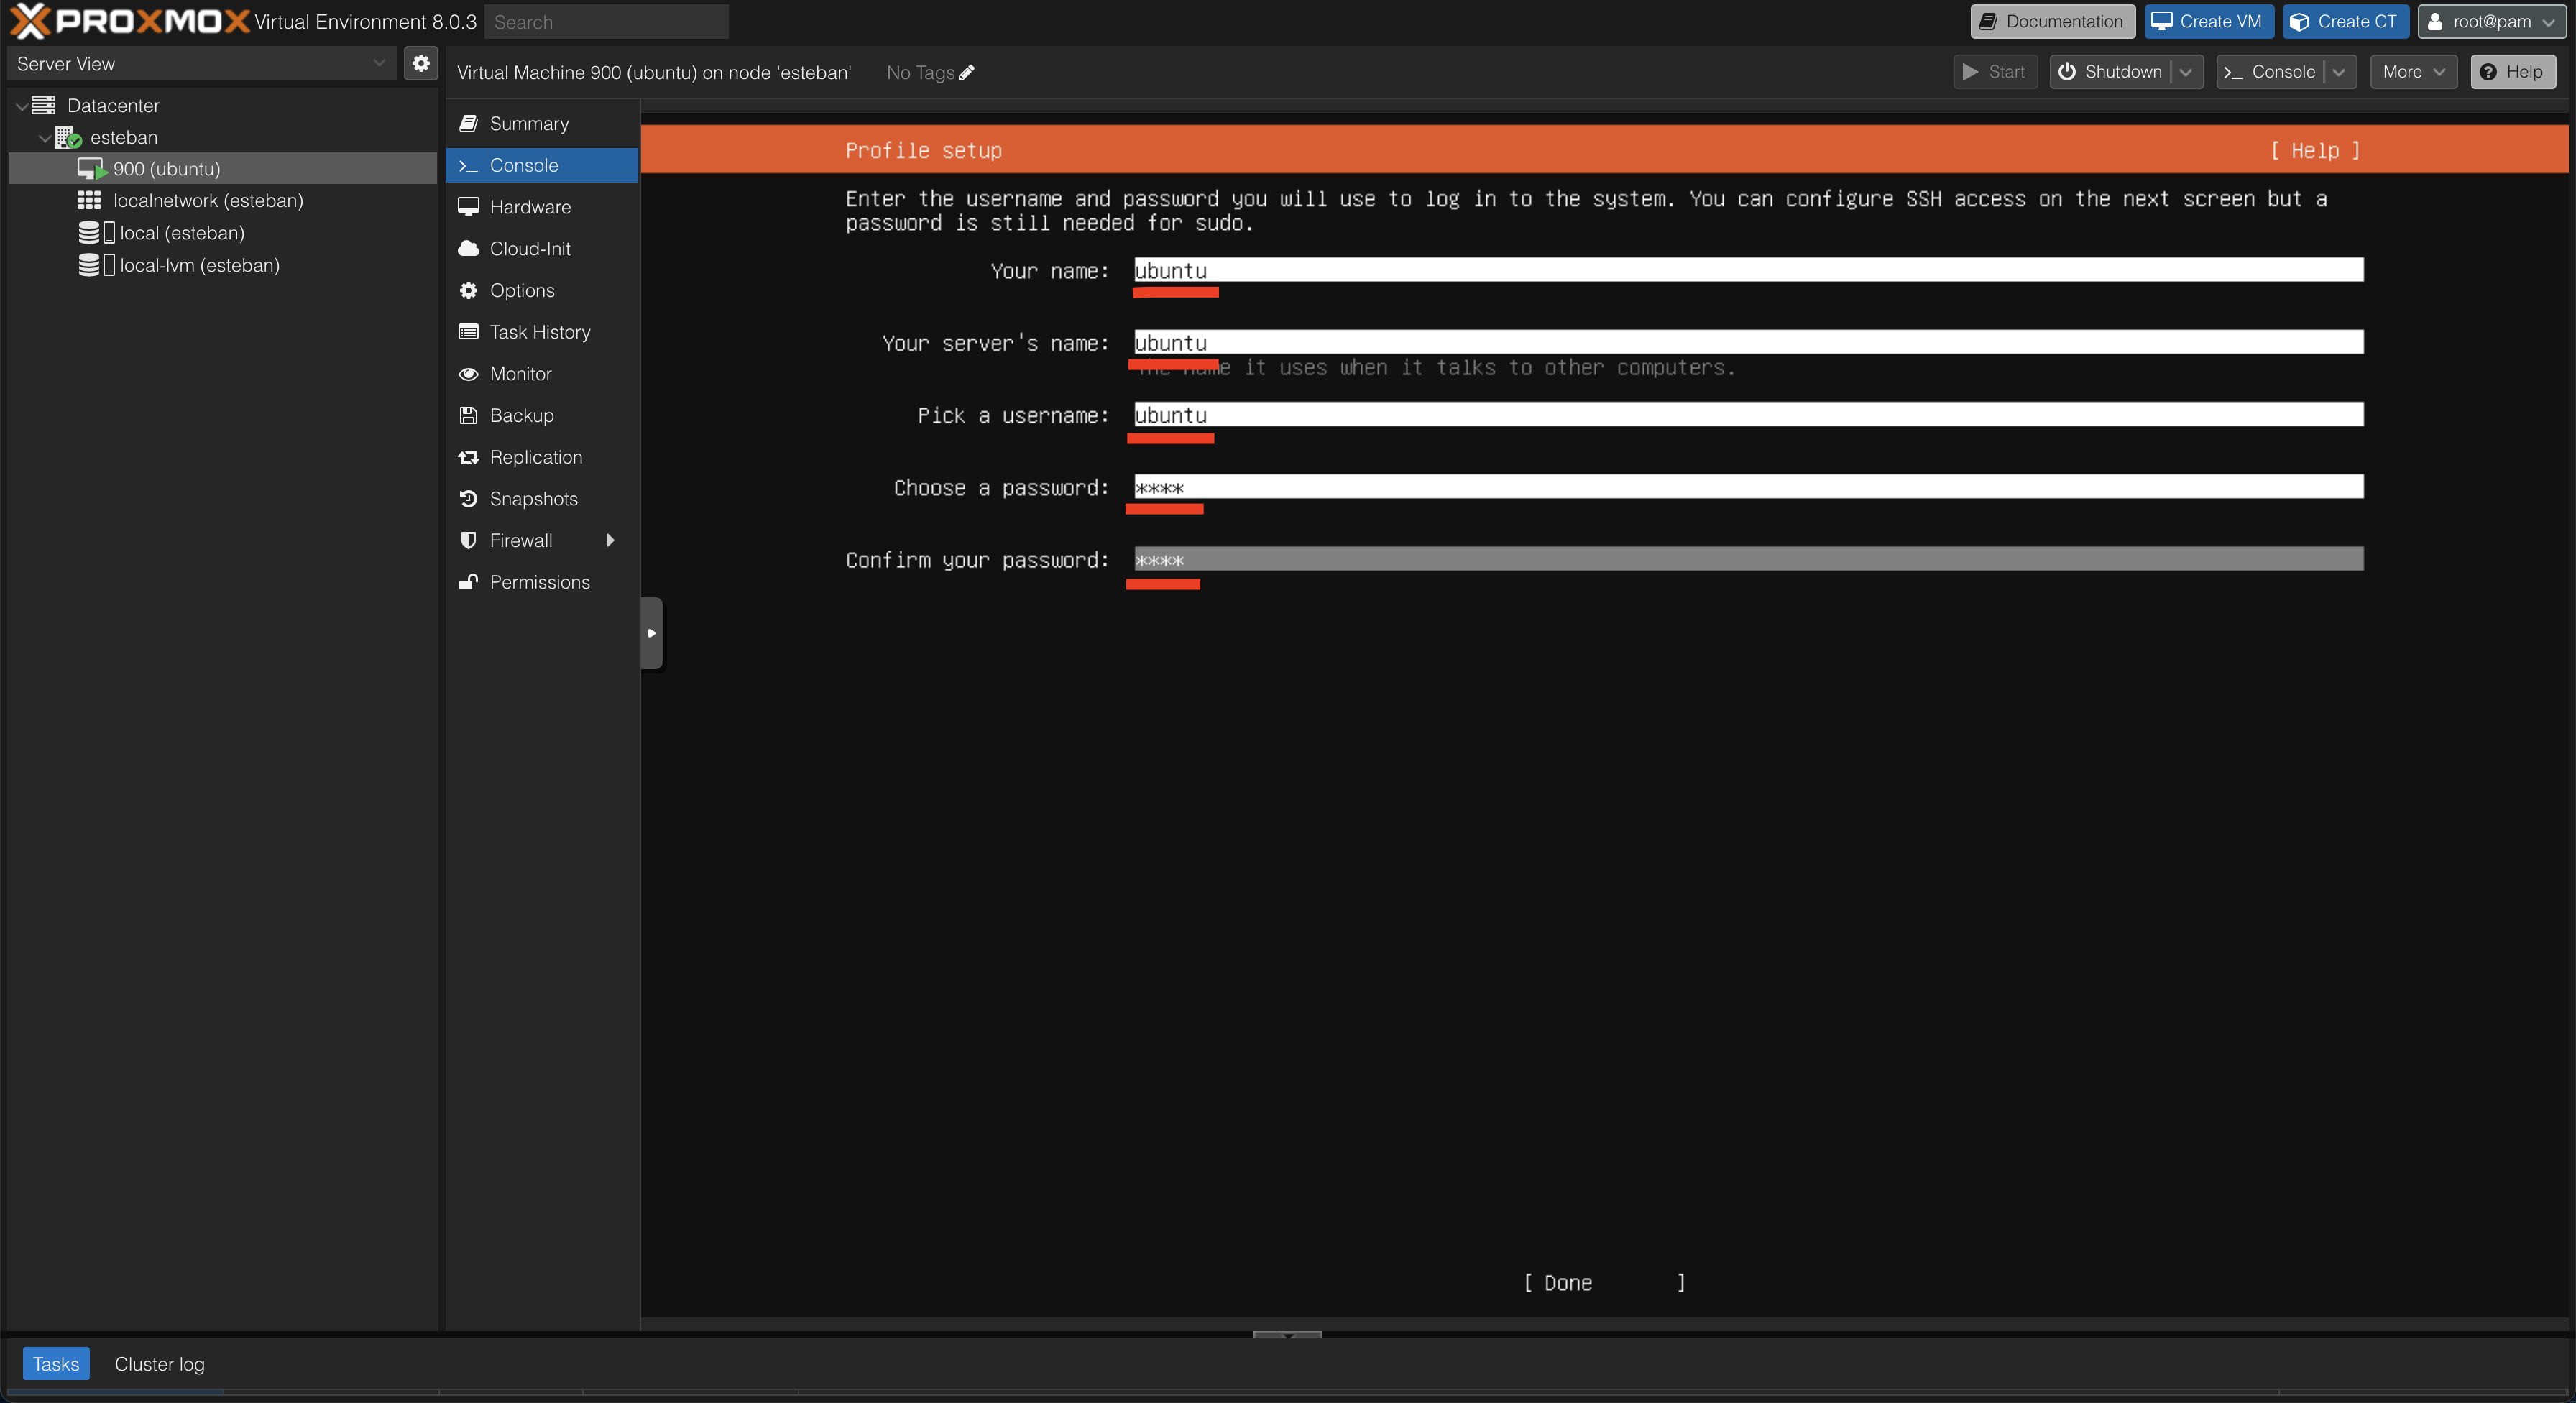 PROXMOX Virtual Environment 8.0.3 Search Documentation Create VM Create CT root@pam
Server View
Virtual Machine 900 (ubuntu) on node 'esteban' No Tags Start Shutdown Console More Help
Datacenter
esteban
900 (ubuntu)
localnetwork (esteban)
local (esteban)
local-lvm (esteban)
Summary
>_ Console
Hardware
Cloud-Init
Options
Task History
Monitor
Backup
Replication
Snapshots
Firewall
Permissions
Profile setup [ Help ]
Enter the username and password you will use to log in to the system. You can configure SSH access on the next screen but a
password is still needed for sudo.
Your name: ubuntu
Your server's name: ubuntu
The name it uses when it talks to other computers.
Pick a username: ubuntu
Choose a password: ****
Confirm your password: ****
[ Done ]
Tasks Cluster log